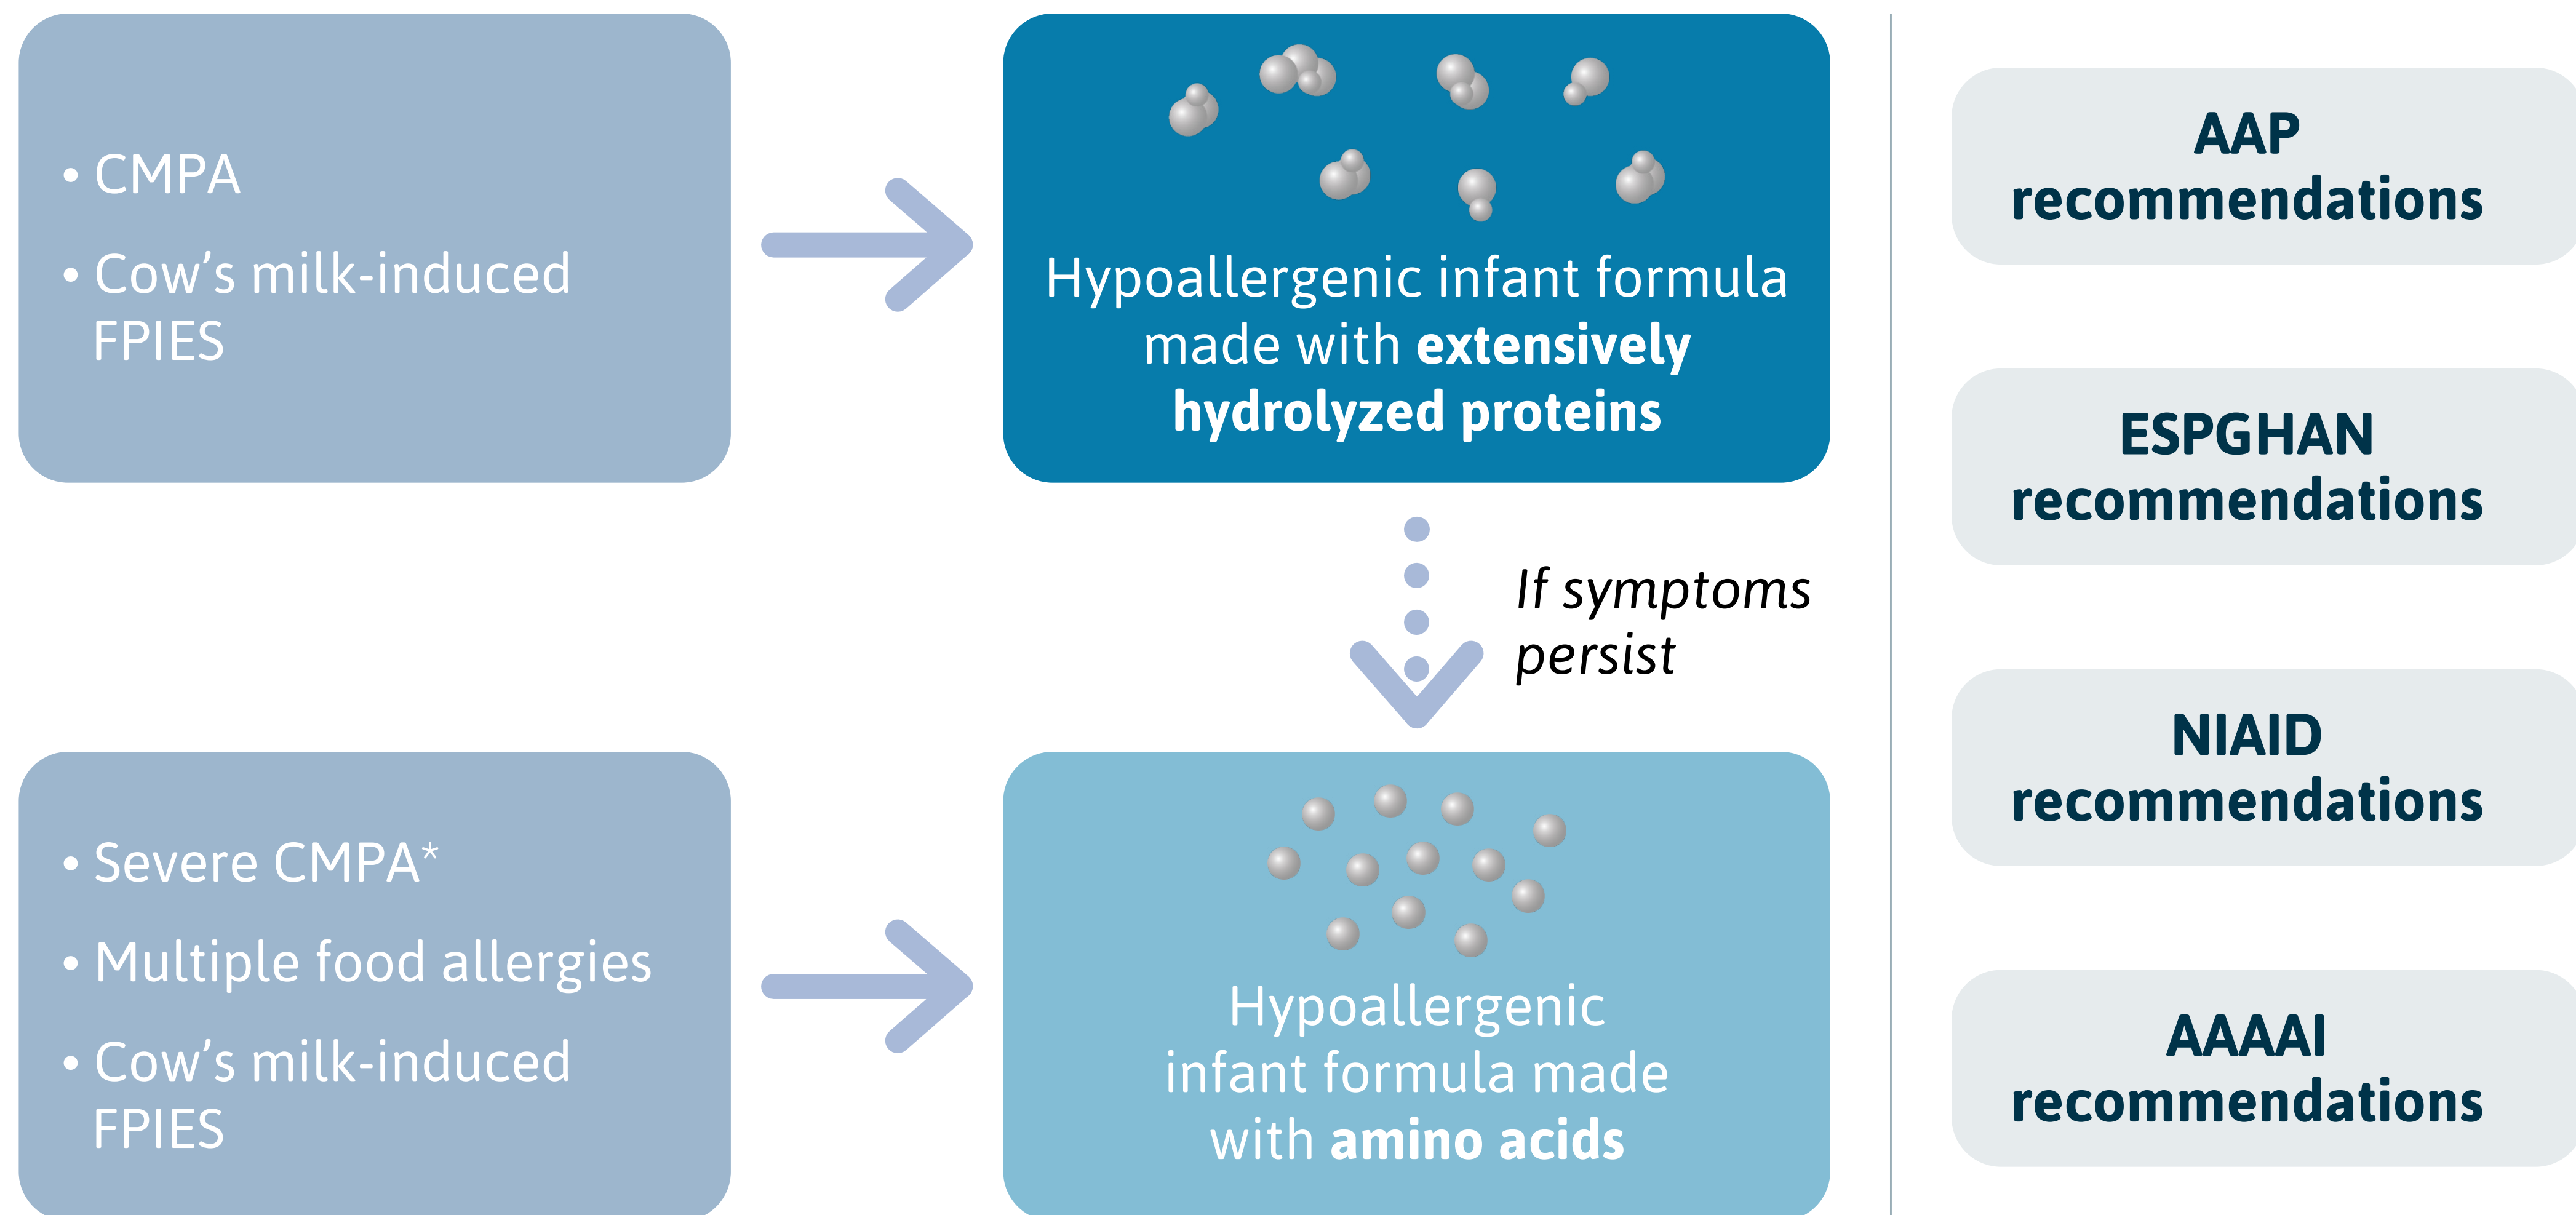 • CMPA
• Cow’s milk-induced
FPIES
Hypoallergenic infant formula
made with extensively
hydrolyzed proteins
If symptoms
persist
• Severe CMPA*
• Multiple food allergies
• Cow’s milk-induced
FPIES
Hypoallergenic
infant formula made
with amino acids
AAP
recommendations
ESPGHAN
recommendations
NIAID
recommendations
AAAAI
recommendations